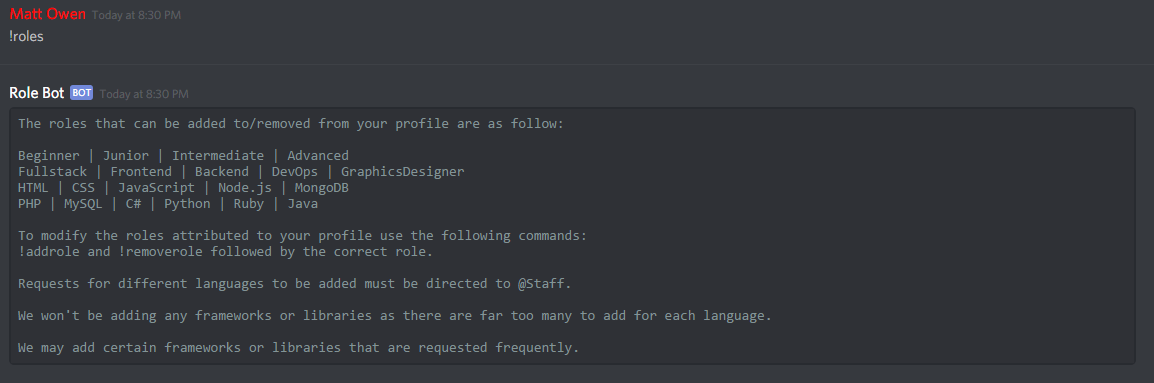 Matt Owen Today at 8:30 PM
!roles
Role Bot BOT Today at 8:30 PM
The roles that can be added to/removed from your profile are as follow:
Beginner | Junior | Intermediate | Advanced
Fullstack | Frontend | Backend | DevOps | GraphicsDesigner
HTML | CSS | JavaScript | Node.js | MongoDB
PHP | MySQL | C# | Python | Ruby | Java
To modify the roles attributed to your profile use the following commands:
!addrole and !removerole followed by the correct role.
Requests for different languages to be added must be directed to @Staff.
We won't be adding any frameworks or libraries as there are far too many to add for each language.
We may add certain frameworks or libraries that are requested frequently.